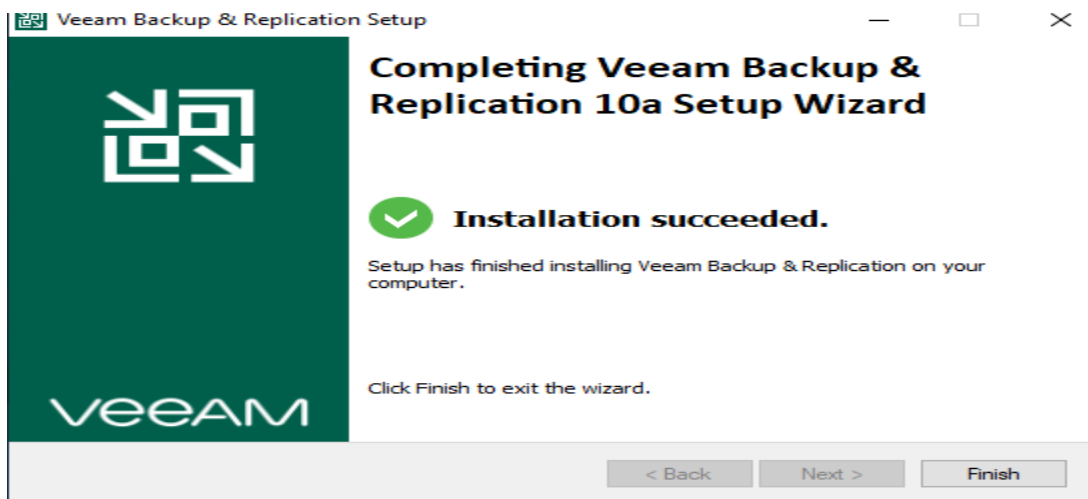 Veeam Backup & Replication Setup
Completing Veeam Backup &
Replication 10a Setup Wizard
Installation succeeded.
Setup has finished installing Veeam Backup & Replication on your
computer.
Click Finish to exit the wizard.
veeAM
< Back
Next >
Finish